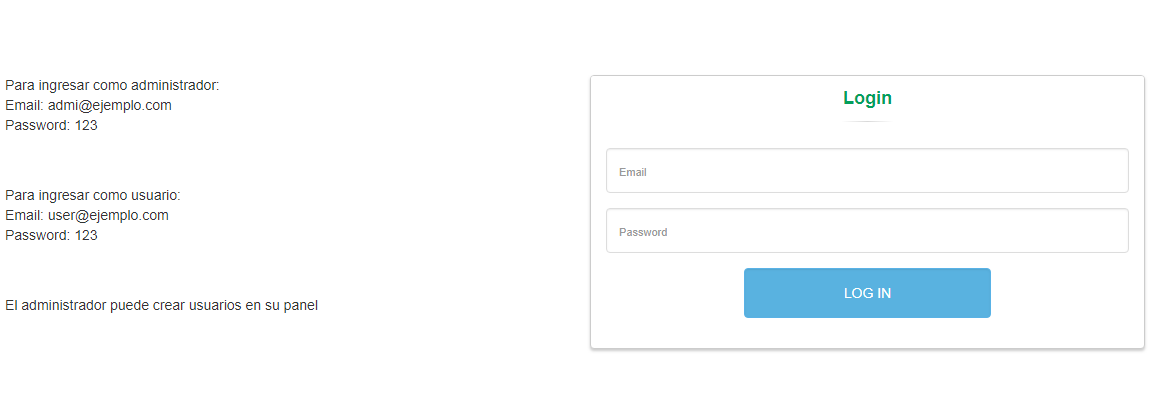 Para ingresar como administrador:
Email: admi@ejemplo.com
Password: 123
Para ingresar como usuario:
Email: user@ejemplo.com
Password: 123
El administrador puede crear usuarios en su panel
Login
Email
Password
LOG IN